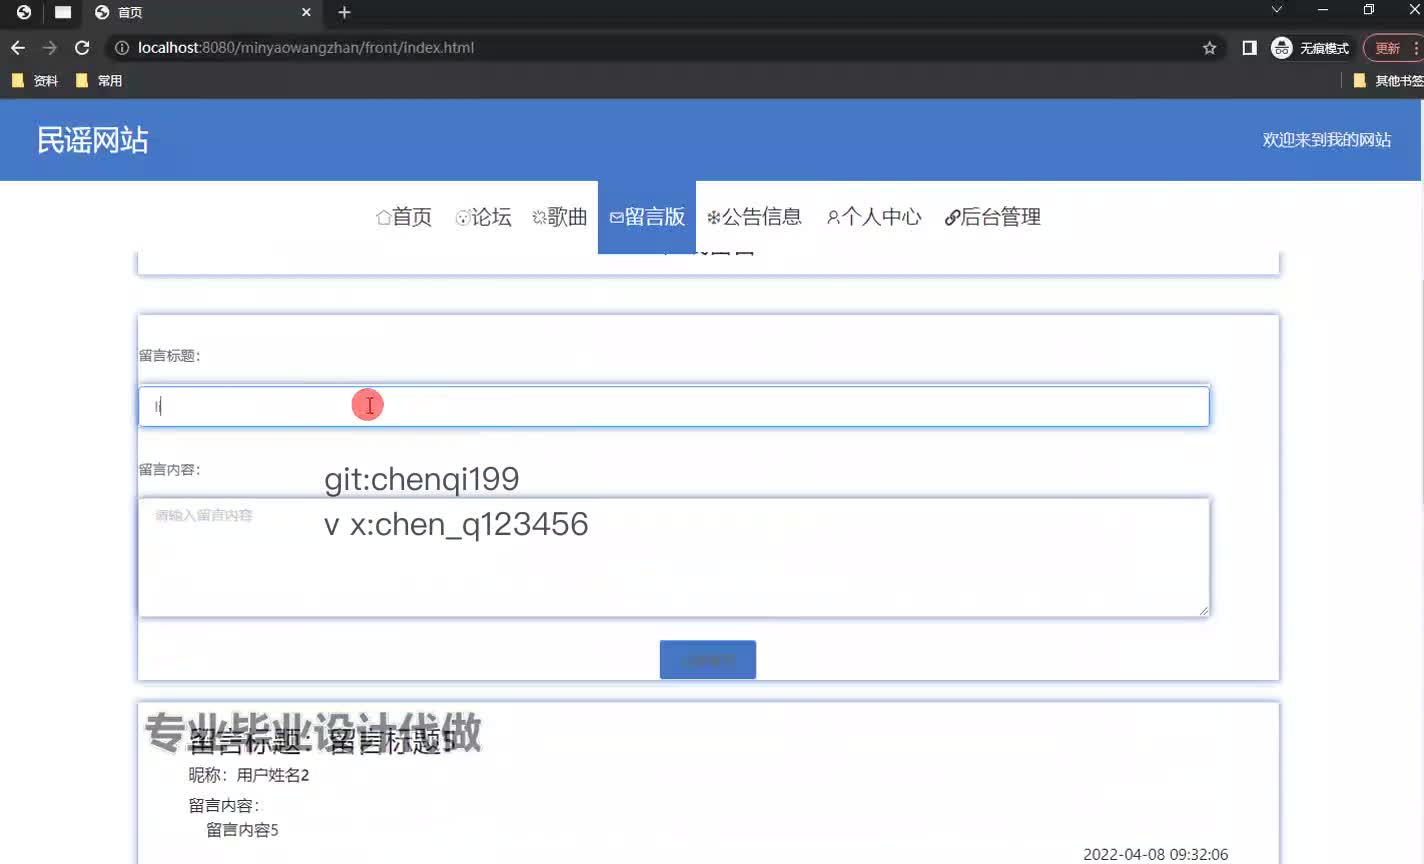 首页
localhost:8080/minyaowangzhan/front/index.html
无痕模式
更新
资料
常用
其他书签
民谣网站
欢迎来到我的网站
首页
论坛
歌曲
留言版
公告信息
个人中心
后台管理
留言标题：
li
留言内容：
git:chenqi199
请输入留言内容
v x:chen_q123456
专业毕业设计代做
留言标题：留言标题5
昵称：用户姓名2
留言内容：
留言内容5
2022-04-08 09:32:06